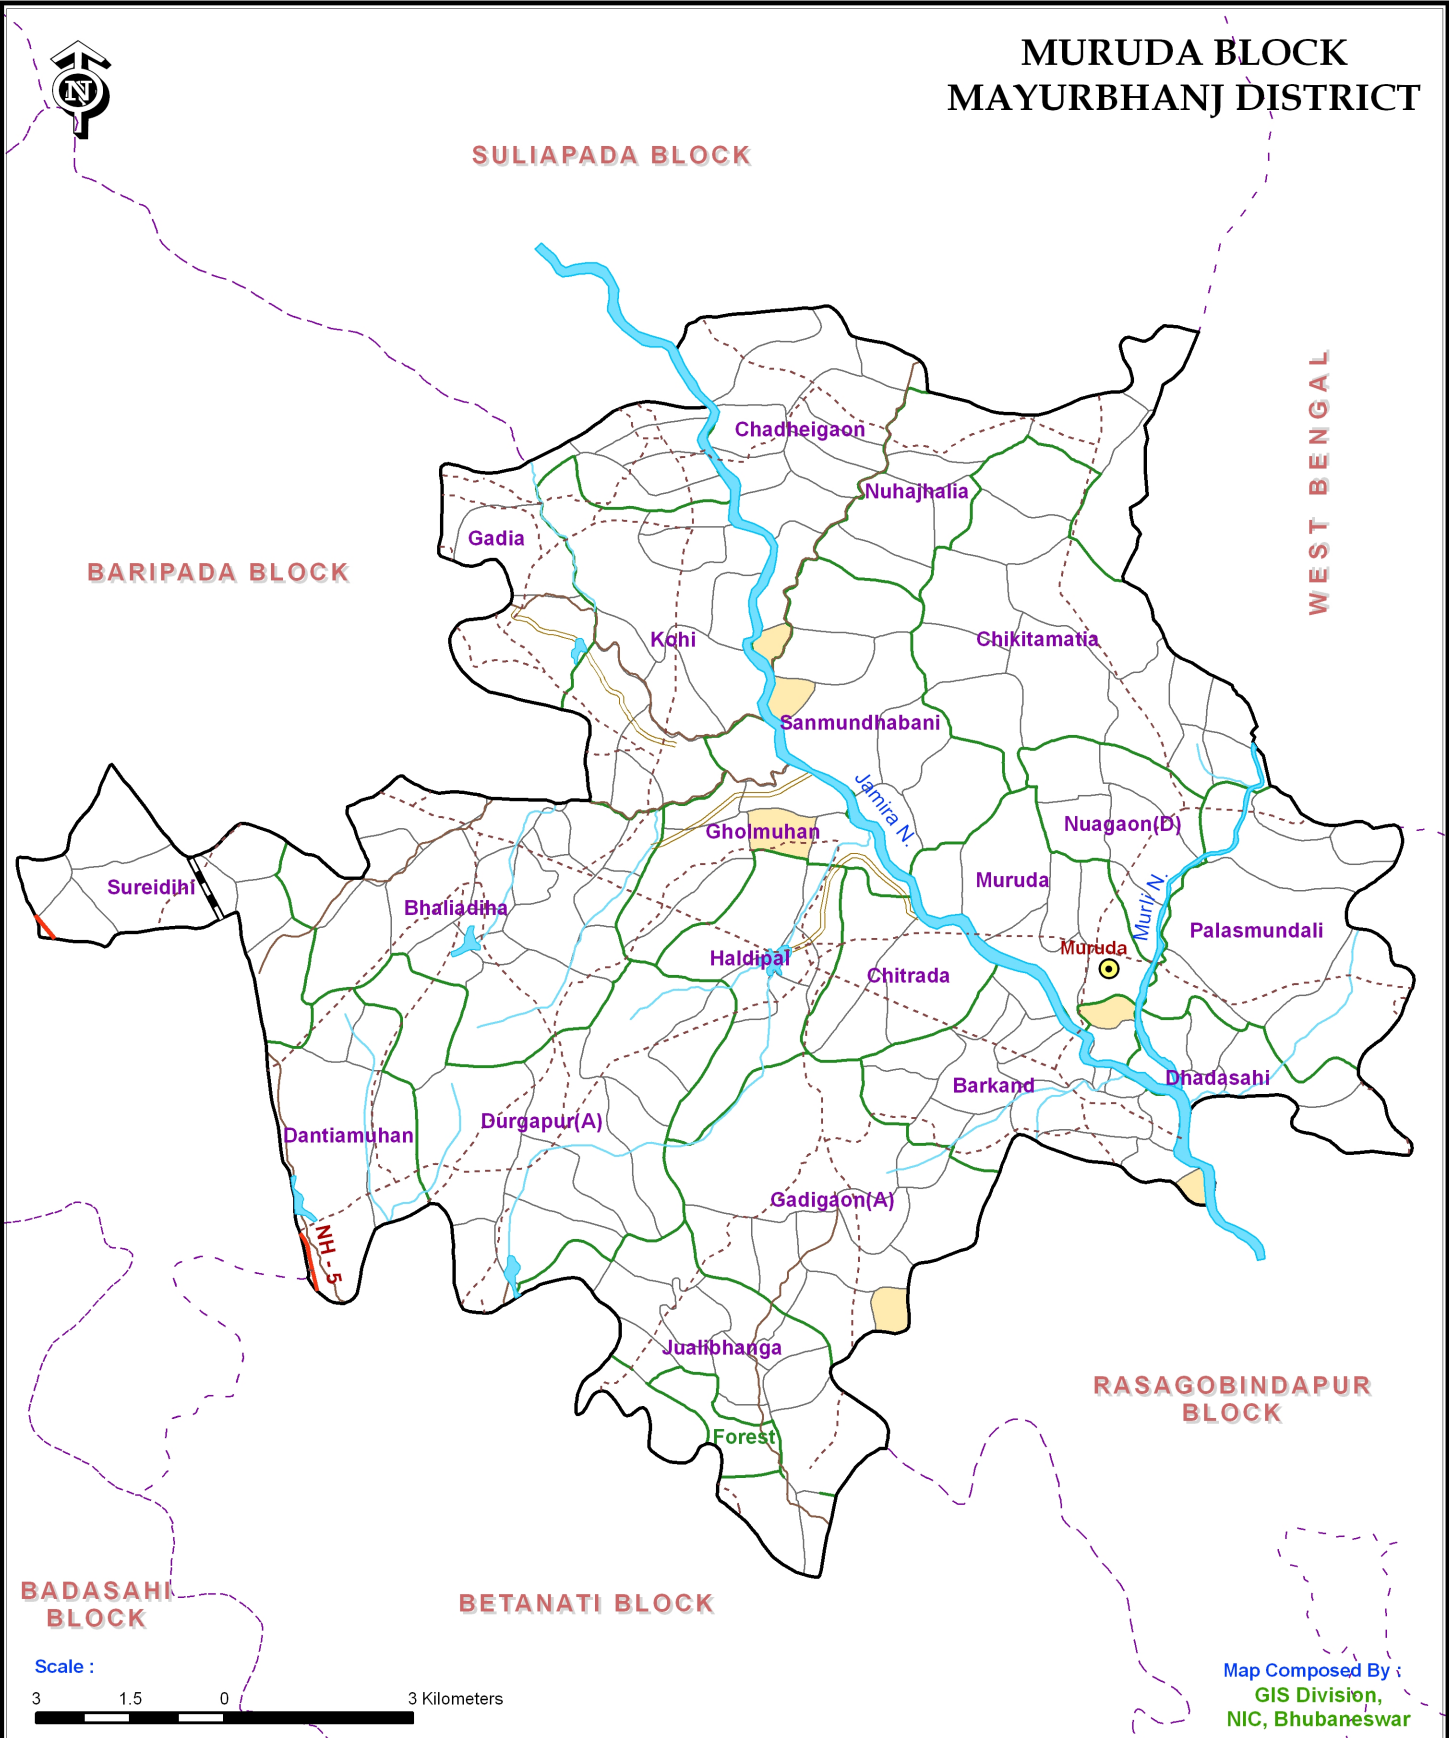 MURUDA BLOCK
MAYURBHANJ DISTRICT
N
SULIAPADA BLOCK
WEST BENGAL
BARIPADA BLOCK
Chadheigaon
Nuhajhalia
Gadia
Kohi
Chikitamatia
Sanmundhabani
Jamira N.
Gholmuhan
Nuagaon(D)
Sureidihi
Bhaliadiha
Muruda
Murli N.
Palasmundali
Muruda
Haldipal
Chitrada
Barkand
Dhadasahi
Dantiamuhan
Durgapur(A)
Gadigaon(A)
NH - 5
Jualibhanga
Forest
RASAGOBINDAPUR
BLOCK
BADASAHI
BLOCK
BETANATI BLOCK
Scale :
3 1.5 0 3 Kilometers
Map Composed By :
GIS Division,
NIC, Bhubaneswar